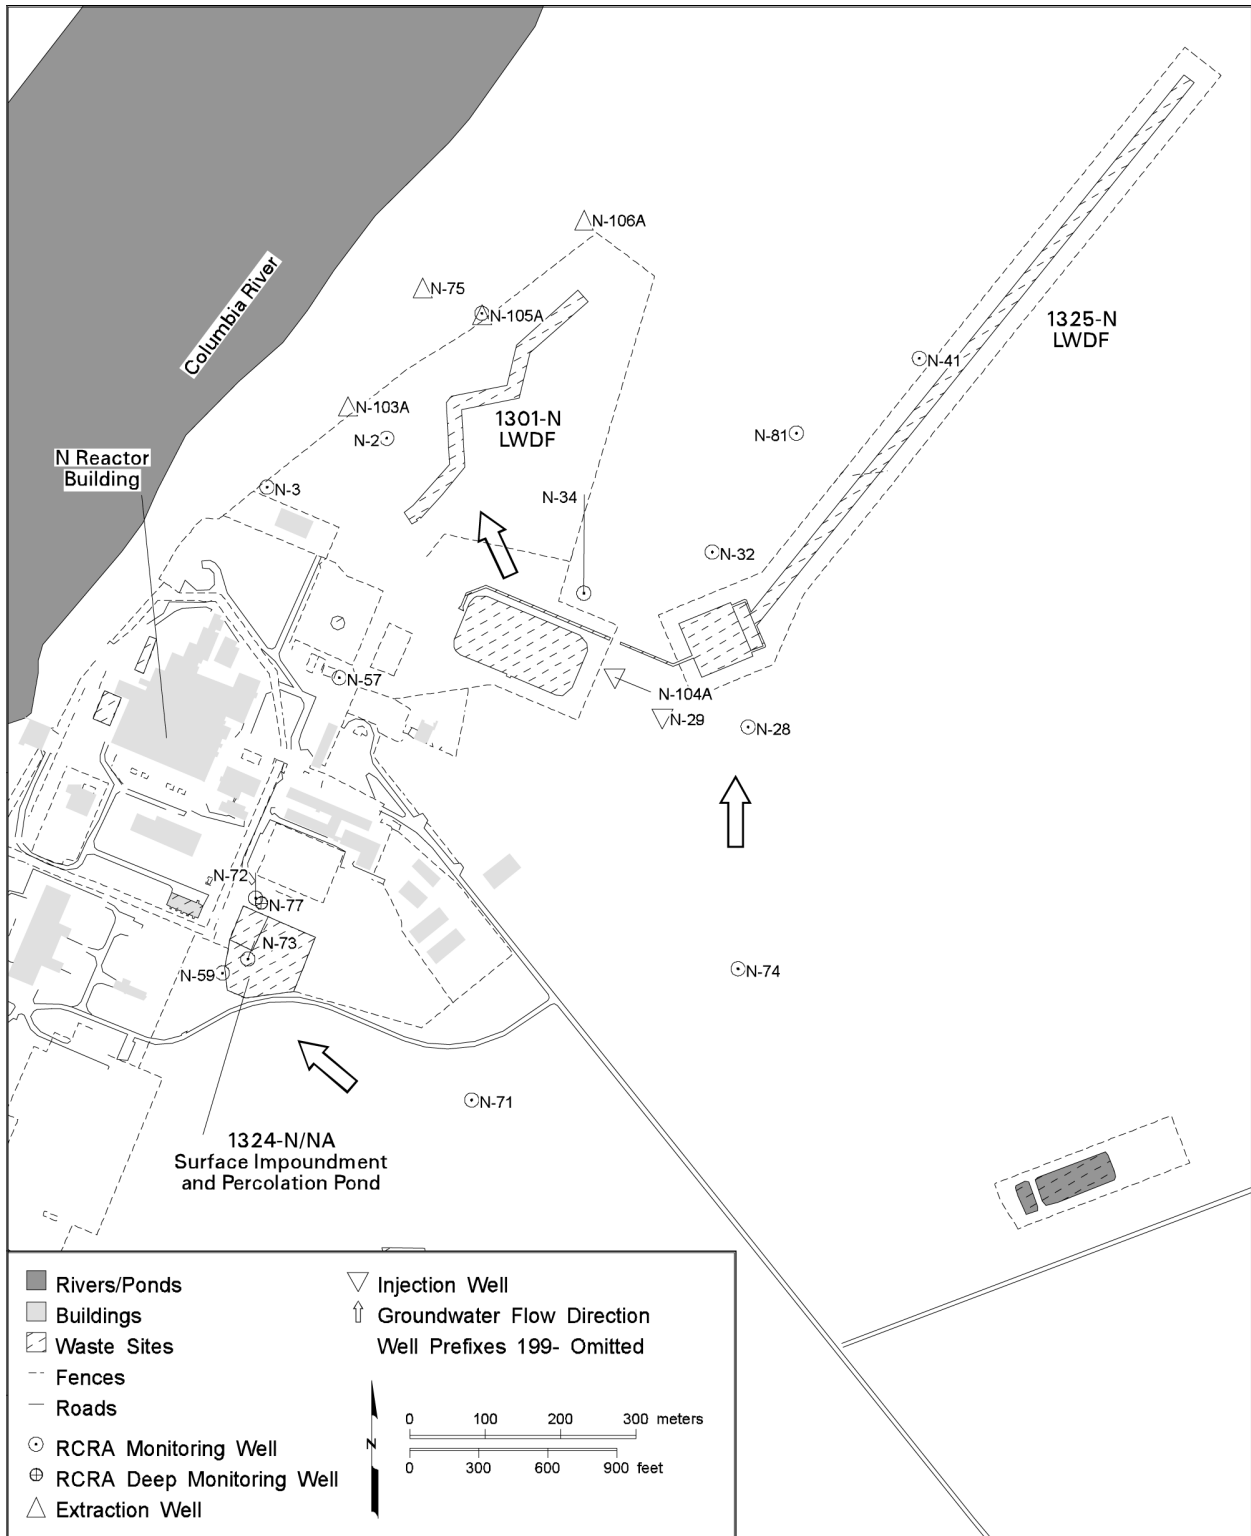 N-106A
N-75
N-105A
Columbia River
1325-N
LWDF
N-41
N-103A
1301-N
LWDF
N-2
N-81
N Reactor
Building
N-3
N-34
N-32
N-57
N-104A
N-29
N-28
N-72
N-77
N-73
N-59
N-74
N-71
1324-N/NA
Surface Impoundment
and Percolation Pond
Rivers/Ponds
Buildings
Waste Sites
Fences
Roads
RCRA Monitoring Well
RCRA Deep Monitoring Well
Extraction Well
Injection Well
Groundwater Flow Direction
Well Prefixes 199- Omitted
N
0 100 200 300 meters
0 300 600 900 feet